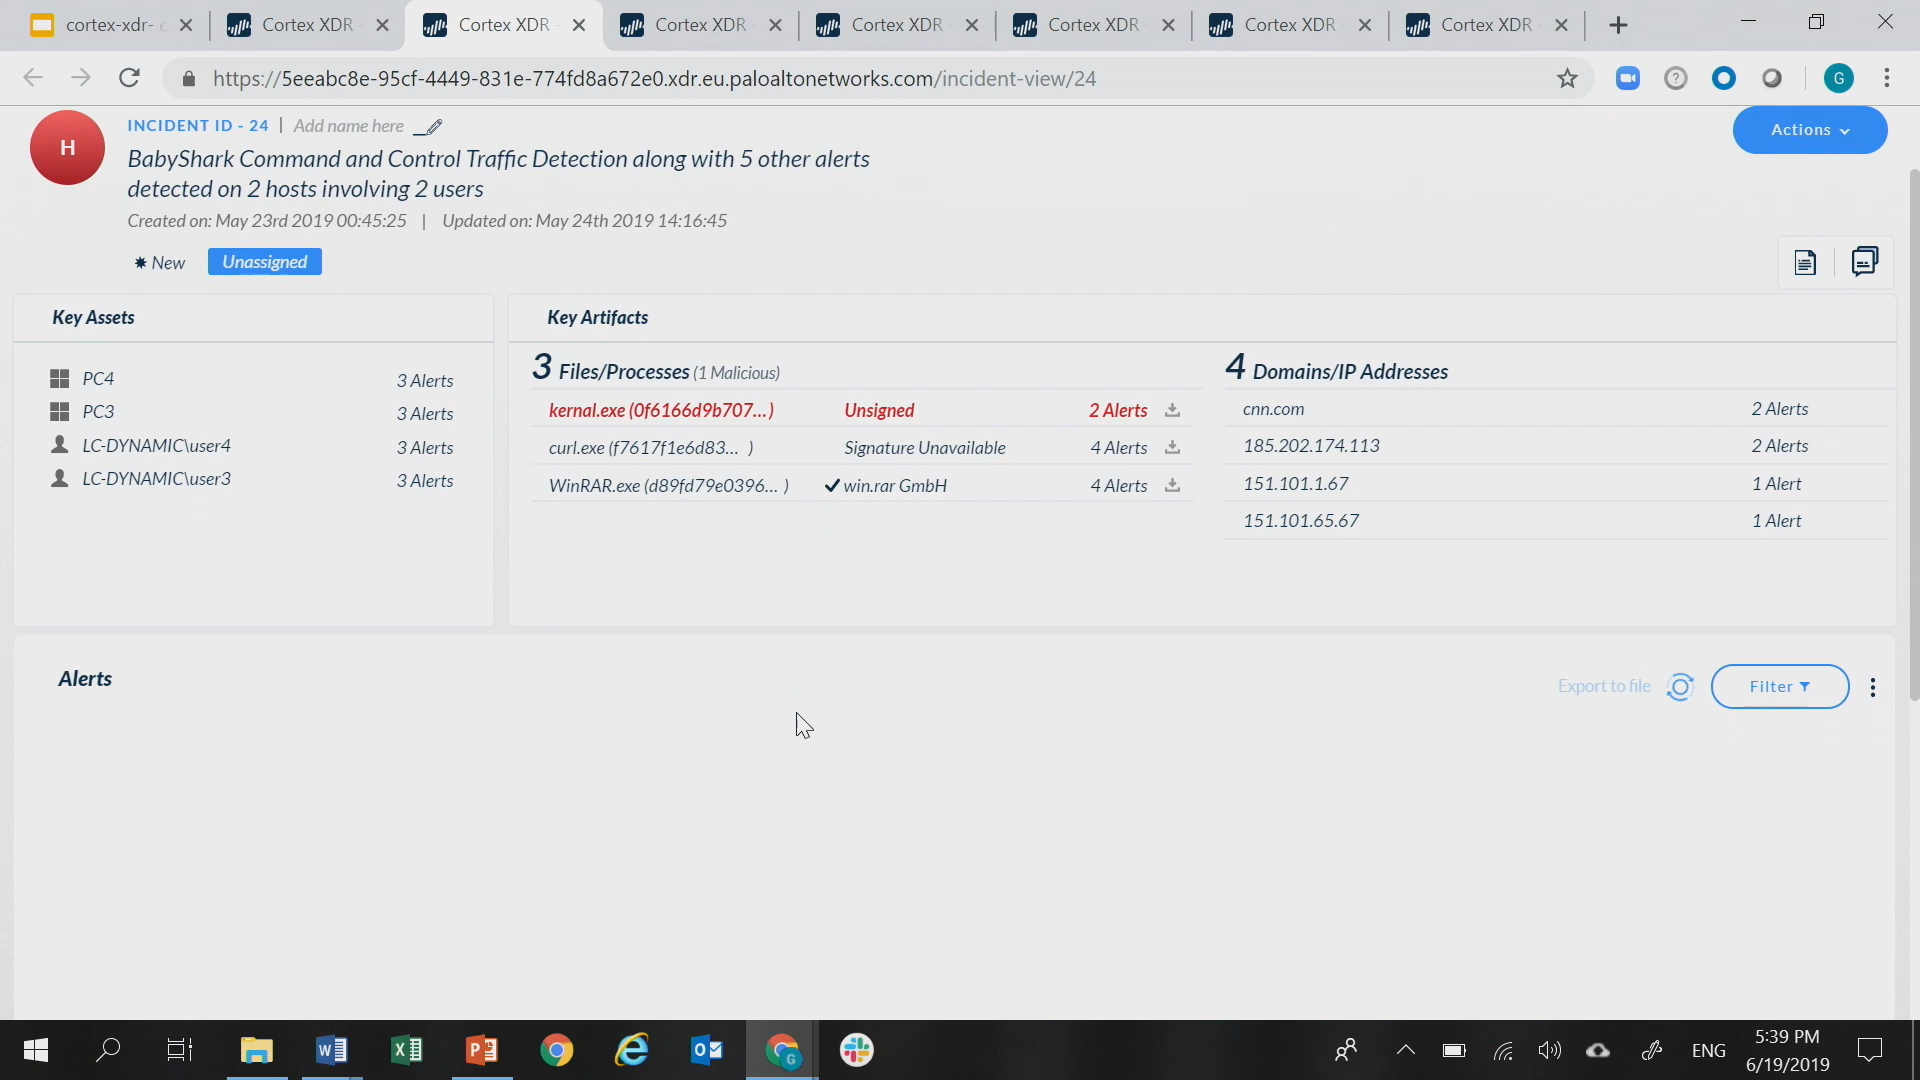 cortex-xdr-
Cortex XDR
Cortex XDR
Cortex XDR
Cortex XDR
Cortex XDR
Cortex XDR
Cortex XDR
https://5eeabc8e-95cf-4449-831e-774fd8a672e0.xdr.eu.paloaltonetworks.com/incident-view/24
G
H
INCIDENT ID - 24 | Add name here
Actions
BabyShark Command and Control Traffic Detection along with 5 other alerts
detected on 2 hosts involving 2 users
Created on: May 23rd 2019 00:45:25 | Updated on: May 24th 2019 14:16:45
New Unassigned
Key Assets
PC4 3 Alerts
PC3 3 Alerts
LC-DYNAMIC\user4 3 Alerts
LC-DYNAMIC\user3 3 Alerts
Key Artifacts
3 Files/Processes (1 Malicious)
kernal.exe (0f6166d9b707...) Unsigned 2 Alerts
curl.exe (f7617f1e6d83... ) Signature Unavailable 4 Alerts
WinRAR.exe (d89fd79e0396... ) win.rar GmbH 4 Alerts
4 Domains/IP Addresses
cnn.com 2 Alerts
185.202.174.113 2 Alerts
151.101.1.67 1 Alert
151.101.65.67 1 Alert
Alerts
Export to file
Filter
ENG
5:39 PM
6/19/2019